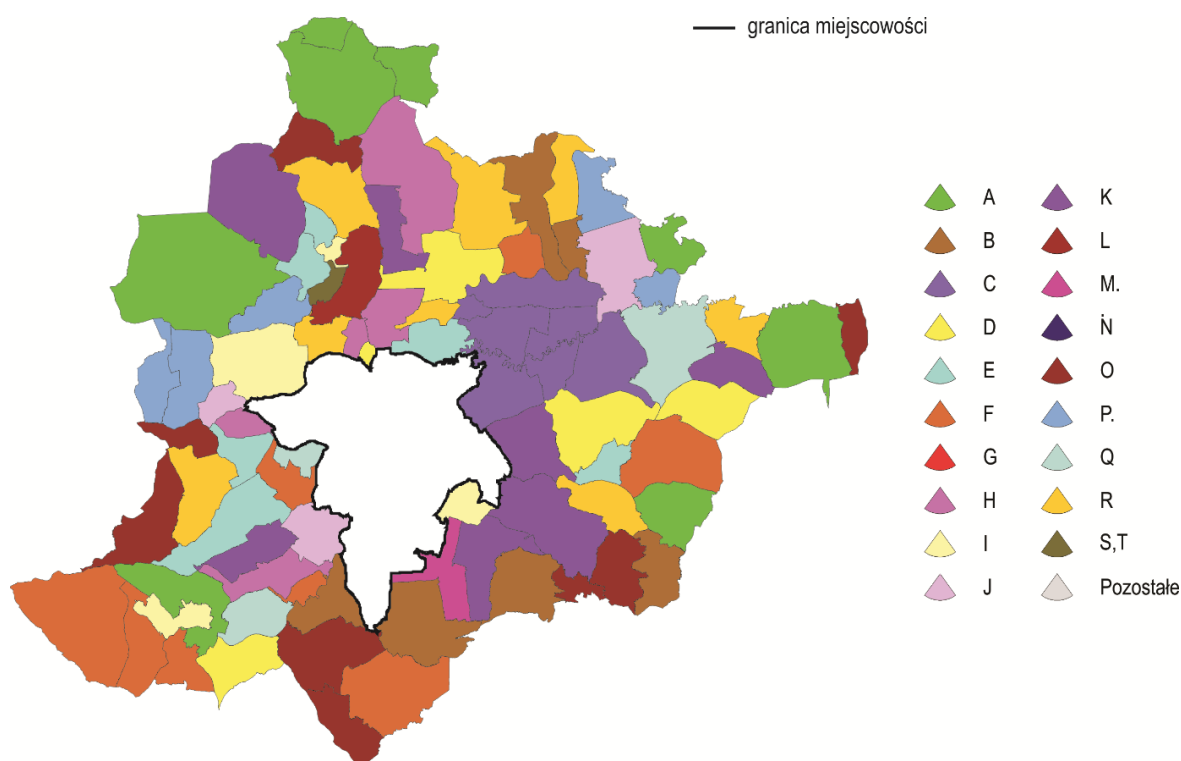 granica miejscowości
A
K
B
L
C
M.
D
Ṅ
E
O
F
P.
G
Q
H
R
I
S,T
J
Pozostałe